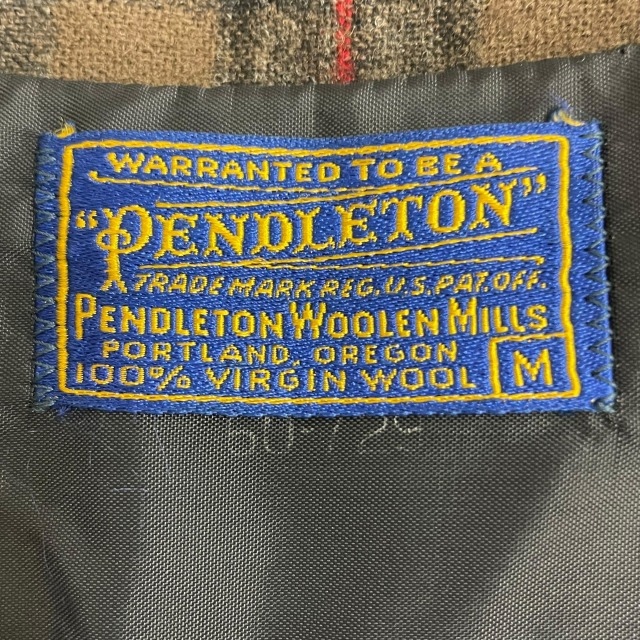 WARRANTED TO BE A
"PENDLETON"
TRADE MARK REG. U.S. PAT. OFF.
PENDLETON WOOLEN MILLS
PORTLAND, OREGON
100% VIRGIN WOOL M